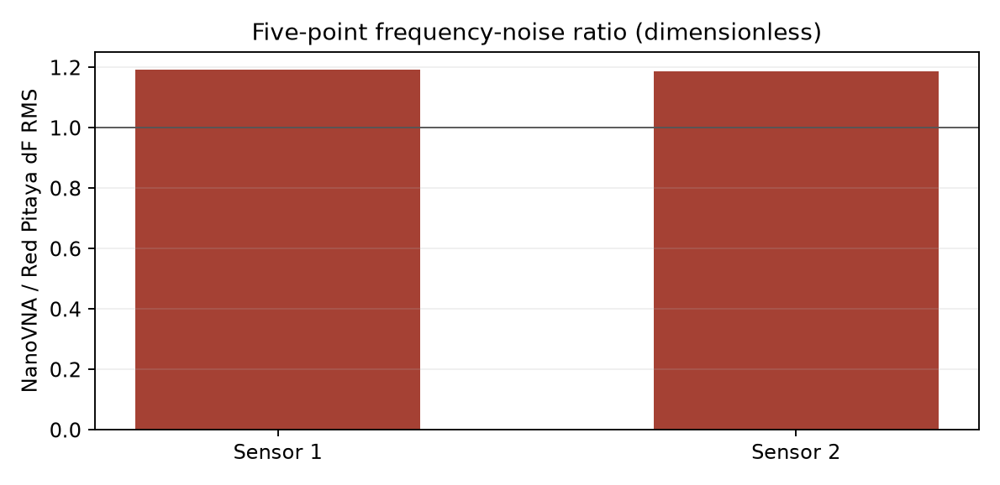 Five-point frequency-noise ratio (dimensionless)
NanoVNA / Red Pitaya dF RMS
1.2
1.0
0.8
0.6
0.4
0.2
0.0
Sensor 1
Sensor 2